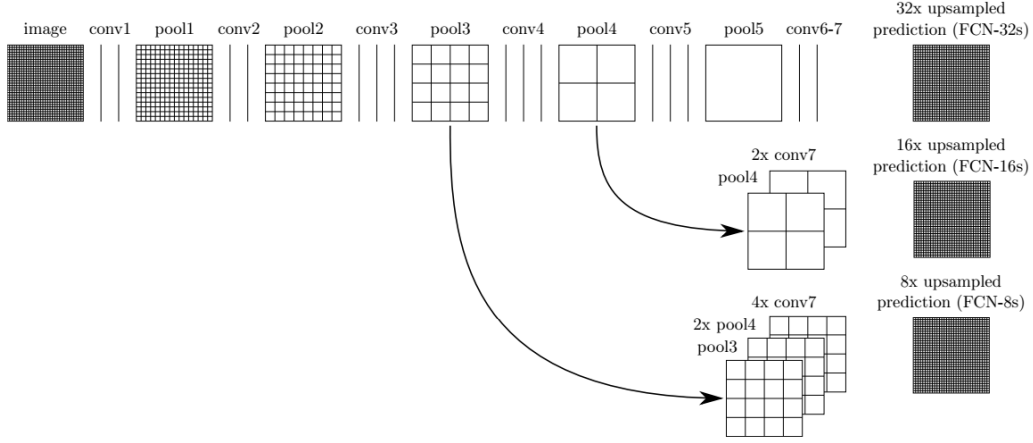 32x upsampled
image conv1 pool1 conv2 pool2 conv3 pool3 conv4 pool4 conv5 pool5 conv6-7 prediction (FCN-32s)
2x conv7 16x upsampled
pool4 prediction (FCN-16s)
4x conv7 8x upsampled
prediction (FCN-8s)
2x pool4
pool3